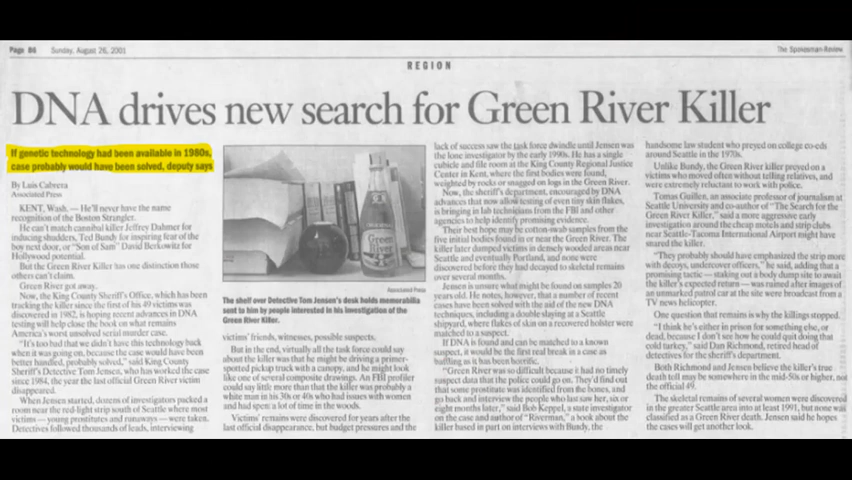 Page B6 Sunday, August 26, 2001 The Spokesman-Review
REGION
DNA drives new search for Green River Killer
If genetic technology had been available in 1980s,
case probably would have been solved, deputy says
By Luis Cabrera
Associated Press
KENT, Wash. — He'll never have the name
recognition of the Boston Strangler.
He can't match cannibal killer Jeffrey Dahmer for
inducing shudders, Ted Bundy for inspiring fear of the
boy next door, or "Son of Sam" David Berkowitz for
Hollywood potential.
But the Green River Killer has one distinction those
others can't claim.
Green River got away.
Now, the King County Sheriff's Office, which has been
tracking the killer since the first of his 49 victims was
discovered in 1982, is hoping recent advances in DNA
testing will help close the book on what remains
America's worst unsolved serial murder case.
"It's too bad that we didn't have this technology back
when it was going on, because the case would have been
better handled, probably solved," said King County
Sheriff's Detective Tom Jensen, who has worked the case
since 1984, the year the last official Green River victim
disappeared.
When Jensen started, dozens of investigators packed a
room near the red-light strip south of Seattle where most
victims — young prostitutes and runaways — were taken.
Detectives followed thousands of leads, interviewing
Green
River
Associated Press
The shelf over Detective Tom Jensen's desk holds memorabilia
sent to him by people interested in his investigation of the
Green River Killer.
victims' friends, witnesses, possible suspects.
But in the end, virtually all the task force could say
about the killer was that he might be driving a primer-
spotted pickup truck with a canopy, and he might look
like one of several composite drawings. An FBI profiler
could say little more than that the killer was probably a
white man in his 30s or 40s who had issues with women
and had spent a lot of time in the woods.
Victims' remains were discovered for years after the
last official disappearance, but budget pressures and the
lack of success saw the task force dwindle until Jensen was
the lone investigator by the early 1990s. He has a single
cubicle and file room at the King County Regional Justice
Center in Kent, where the first bodies were found,
weighted by rocks or snagged on logs in the Green River.
Now, the sheriff's department, encouraged by DNA
advances that now allow testing of even tiny skin flakes,
is bringing in lab technicians from the FBI and other
agencies to help identify promising evidence.
Their best hope may be cotton-swab samples from the
five initial bodies found in or near the Green River. The
killer later dumped victims in densely wooded areas near
Seattle and eventually Portland, and none were
discovered before they had decayed to skeletal remains
over several months.
Jensen is unsure what might be found on samples 20
years old. He notes, however, that a number of recent
cases have been solved with the aid of the new DNA
techniques, including a double slaying at a Seattle
shipyard, where flakes of skin on a recovered holster were
matched to a suspect.
If DNA is found and can be matched to a known
suspect, it would be the first real break in a case as
baffling as it has been horrific.
"Green River was so difficult because it had no timely
suspect data that the police could go on. They'd find out
that some prostitute was identified from the bones, and
go back and interview the people who last saw her, six or
eight months later," said Bob Keppel, a state investigator
on the case and author of "Riverman," a book about the
killer based in part on interviews with Bundy, the
handsome law student who preyed on college co-eds
around Seattle in the 1970s.
Unlike Bundy, the Green River killer preyed on
victims who moved often without telling relatives, and
were extremely reluctant to work with police.
Tomas Guillen, an associate professor of journalism at
Seattle University and co-author of "The Search for the
Green River Killer," said a more aggressive early
investigation around the cheap motels and strip clubs
near Seattle-Tacoma International Airport might have
snared the killer.
"They probably should have emphasized the strip more
with decoys, undercover officers," he said, adding that a
promising tactic — staking out a body dump site to await
the killer's expected return — was ruined after images of
an unmarked patrol car at the site were broadcast from a
TV news helicopter.
One question that remains is why the killings stopped.
"I think he's either in prison for something else, or
dead, because I don't see how he could quit doing that
cold turkey," said Dan Richmond, retired head of
detectives for the sheriff's department.
Both Richmond and Jensen believe the killer's true
death toll may be somewhere in the mid-50s or higher, not
the official 49.
The skeletal remains of several women were discovered
in the greater Seattle area into at least 1991, but none was
classified as a Green River death. Jensen said he hopes
the cases will get another look.